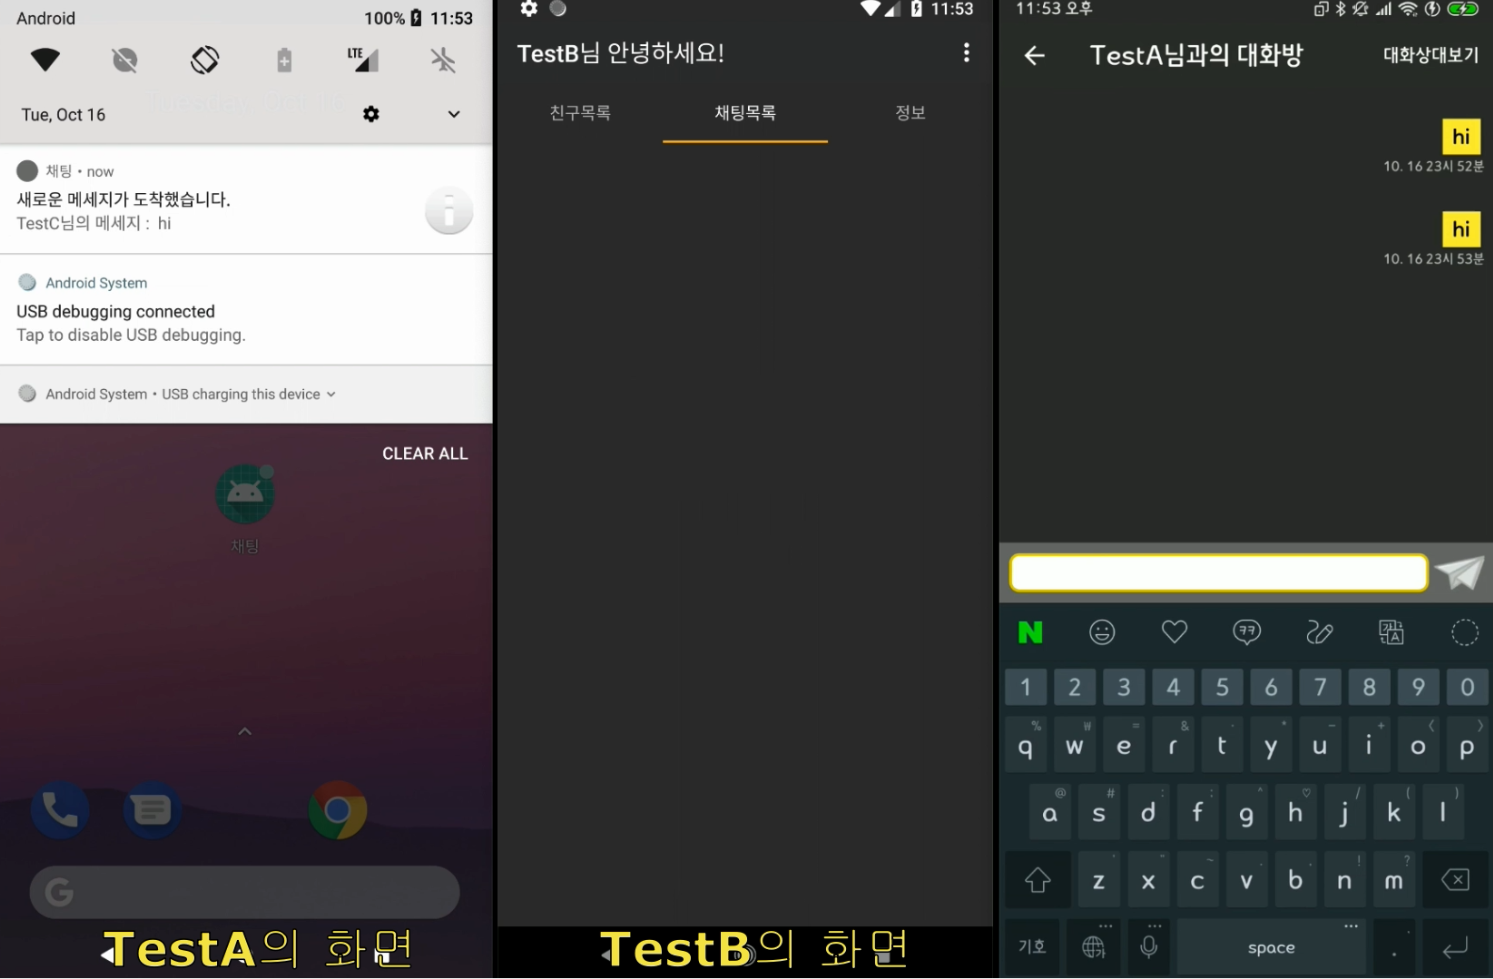 Android
100% 11:53
LTE
Tue, Oct 16
채팅 • now
새로운 메세지가 도착했습니다.
TestC님의 메세지 : hi
Android System
USB debugging connected
Tap to disable USB debugging.
Android System • USB charging this device
CLEAR ALL
채팅
G
TestA의 화면
11:53
TestB님 안녕하세요!
친구목록 채팅목록 정보
TestB의 화면
11:53 오후
TestA님과의 대화방 대화상대보기
hi
10. 16 23시 52분
hi
10. 16 23시 53분
N
1 2 3 4 5 6 7 8 9 0
q w e r t y u i o p
a s d f g h j k l
z x c v b n m
기호 space .